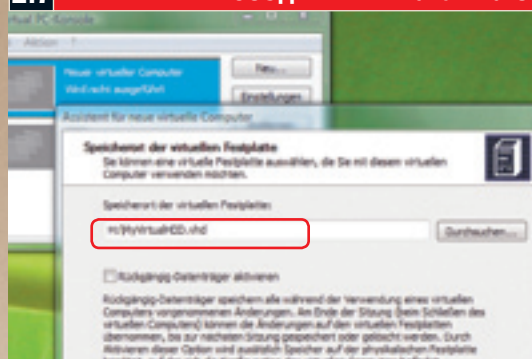 rtual PC-Konsole
Aktion ?
Neuer virtueller Computer
Wird nicht ausgeführt
Neu...
Einstellungen
Assistent für neue virtuelle Computer
Speicherort der virtuellen Festplatte
Sie können eine virtuelle Festplatte auswählen, die Sie mit diesem virtuellen
Computer verwenden möchten.
Speicherort der virtuellen Festplatte:
MyVirtualHDD.vhd
Durchsuchen...
Rückgängig-Datenträger aktivieren
Rückgängig-Datenträger speichern alle während der Verwendung eines virtuellen
Computers vorgenommenen Änderungen. Am Ende der Sitzung (beim Schließen des
virtuellen Computers) können die Änderungen auf den virtuellen Festplatten
übernommen, bis zur nächsten Sitzung gespeichert oder gelöscht werden. Durch
Aktivieren dieser Option wird zusätzlich Speicher auf der physikalischen Festplatte